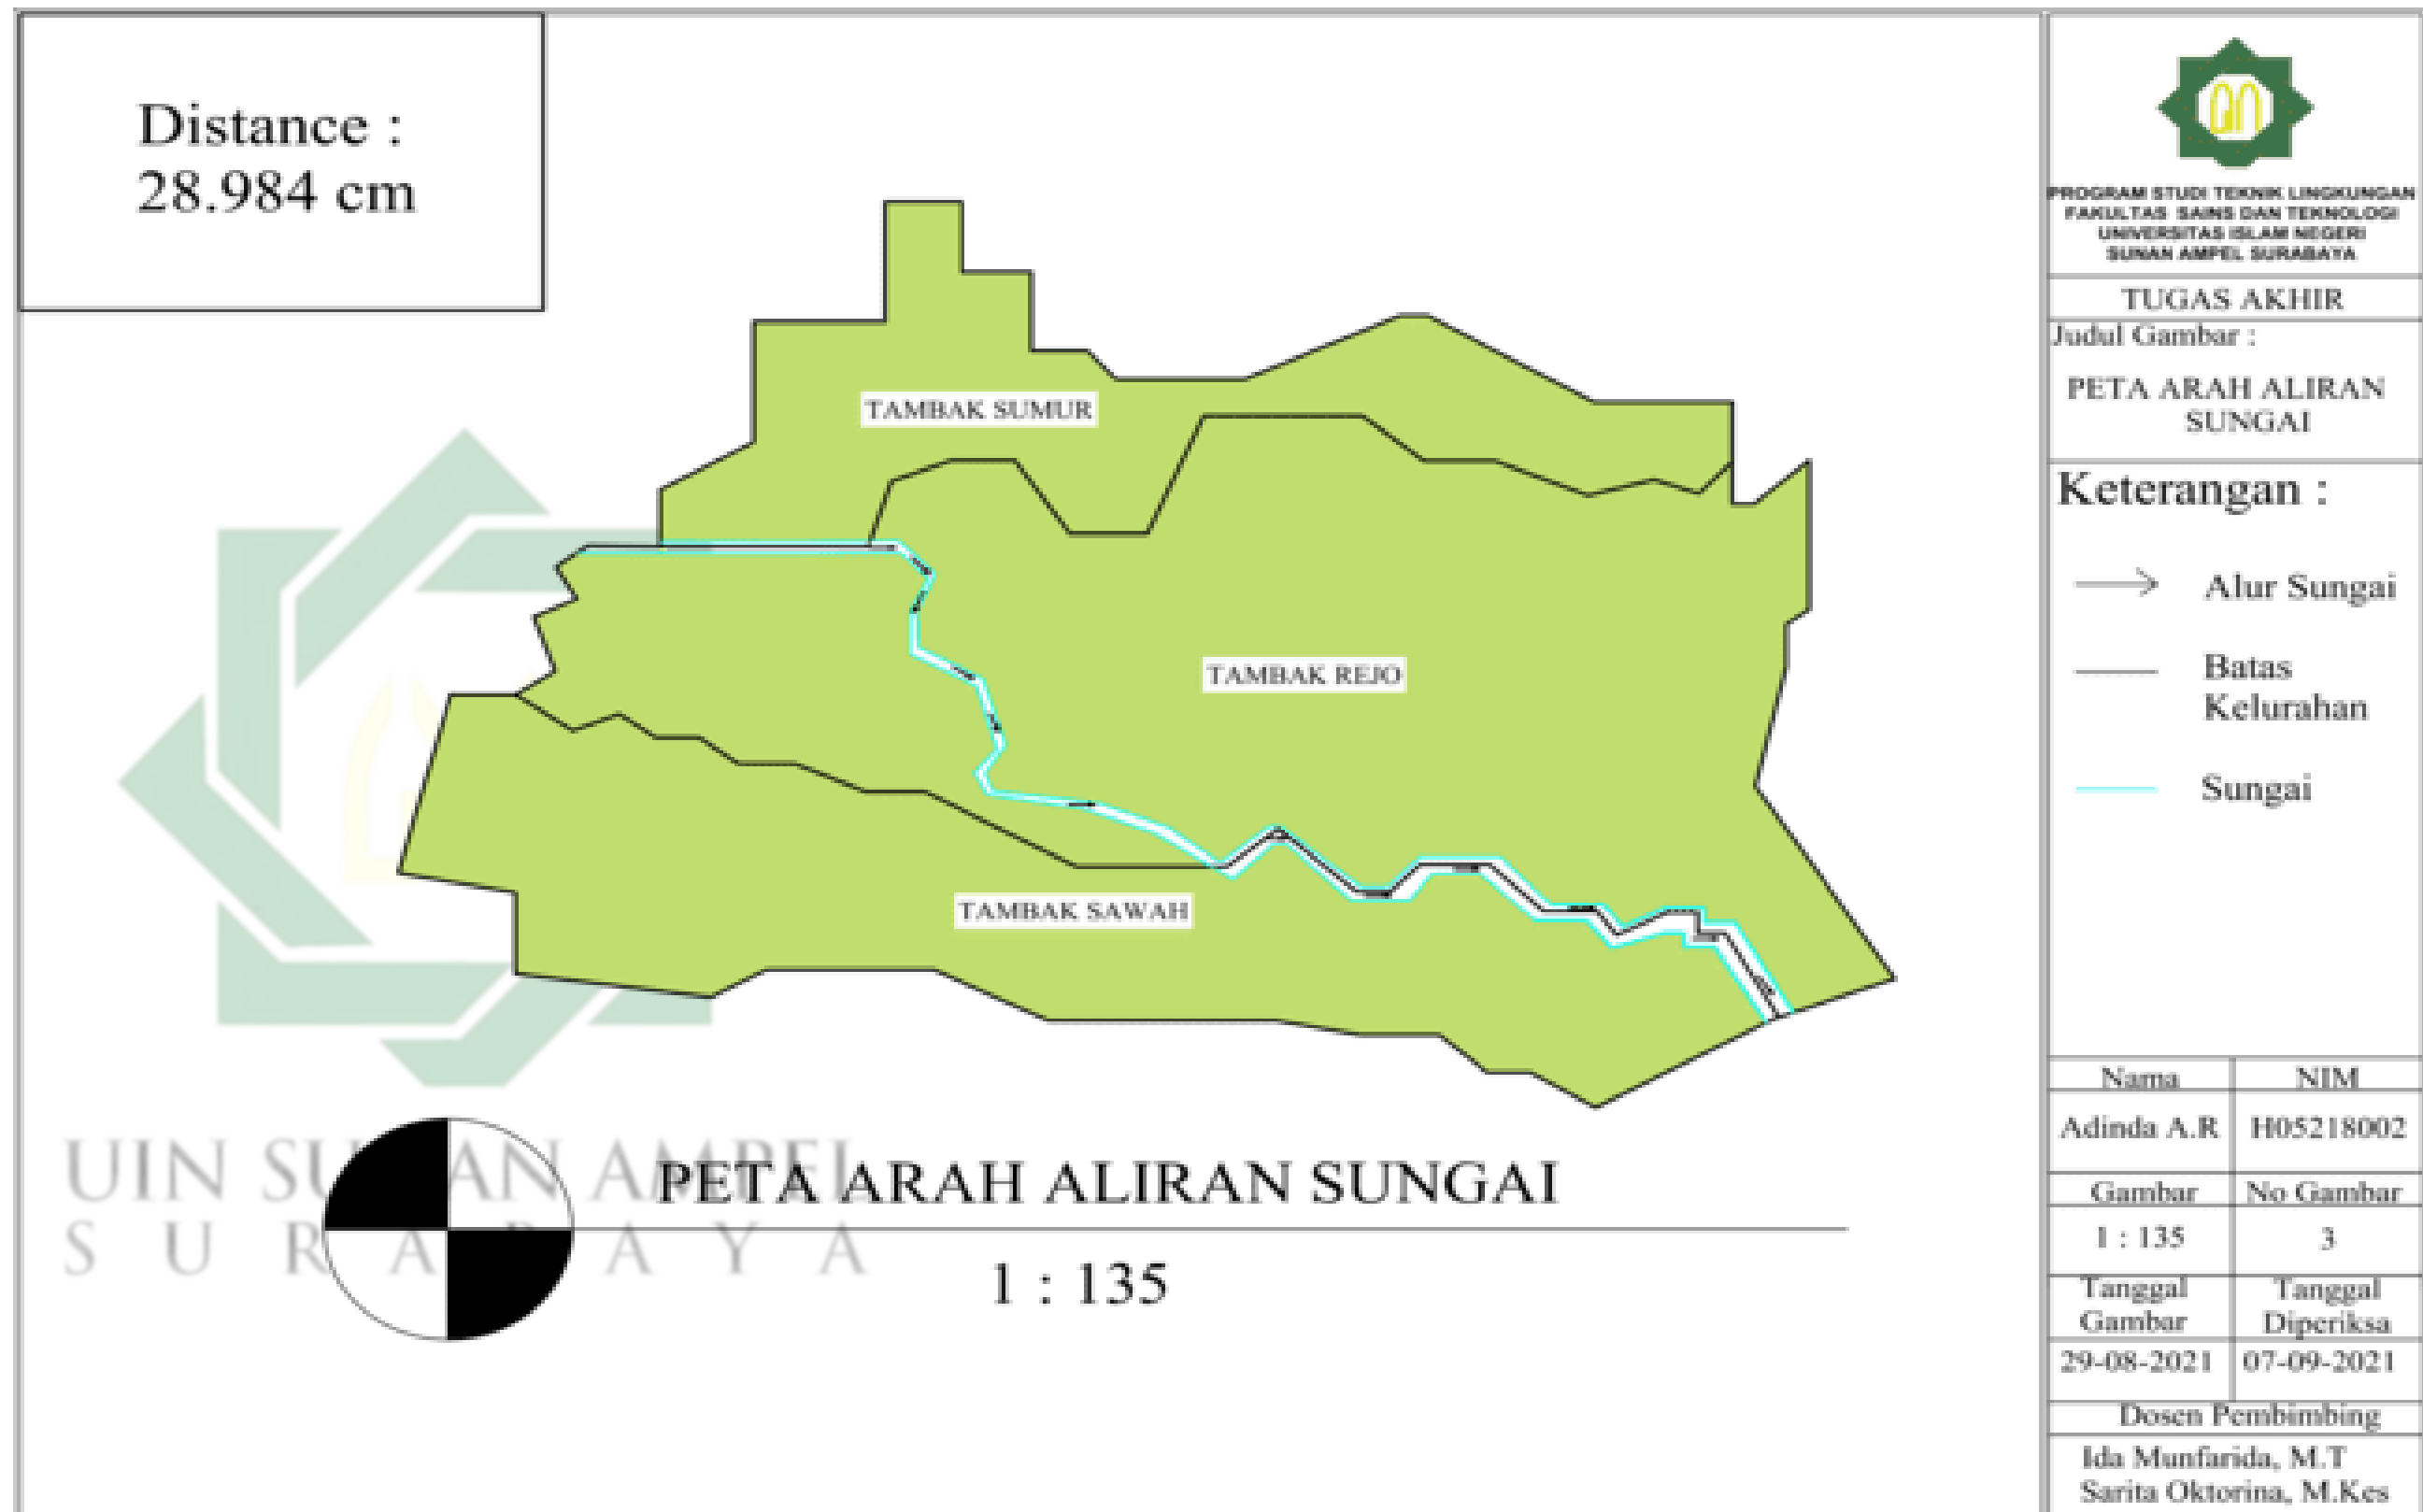 Distance :
28.984 cm
TAMBAK SUMUR
TAMBAK REJO
TAMBAK SAWAH
UIN SUNAN AMPEL
SURABAYA
PETA ARAH ALIRAN SUNGAI
1 : 135
PROGRAM STUDI TEKNIK LINGKUNGAN
FAKULTAS SAINS DAN TEKNOLOGI
UNIVERSITAS ISLAM NEGERI
SUNAN AMPEL SURABAYA
TUGAS AKHIR
Judul Gambar :
PETA ARAH ALIRAN
SUNGAI
Keterangan :
Alur Sungai
Batas
Kelurahan
Sungai
Nama NIM
Adinda A.R H05218002
Gambar No Gambar
1 : 135 3
Tanggal Tanggal
Gambar Diperiksa
29-08-2021 07-09-2021
Dosen Pembimbing
Ida Munfarida, M.T
Sarita Oktorina, M.Kes